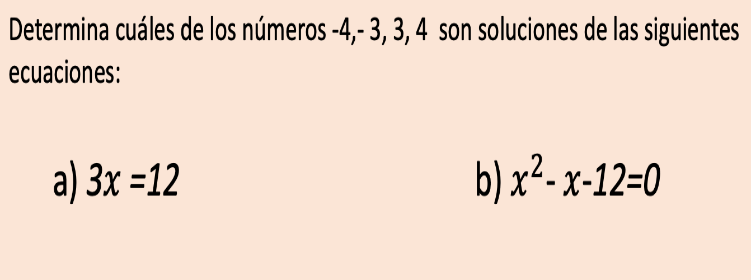 Determina cuáles de los números -4,- 3, 3, 4 son soluciones de las siguientes
ecuaciones:
a) 3x =12
b) x²- x-12=0